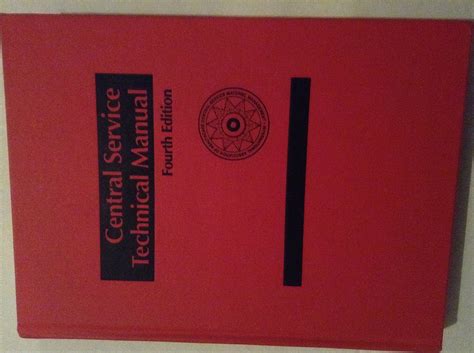 Central Service
Technical Manual
Fourth Edition